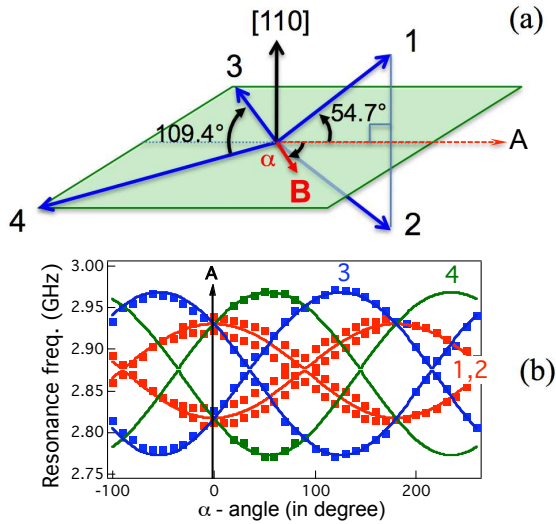 (a)
[110]
1
3
54.7°
109.4°
A
α
B
4
2
(b)
Resonance freq. (GHz)
3.00
2.95
2.90
2.85
2.80
2.75
A
3
4
1,2
-100
0
100
200
α - angle (in degree)